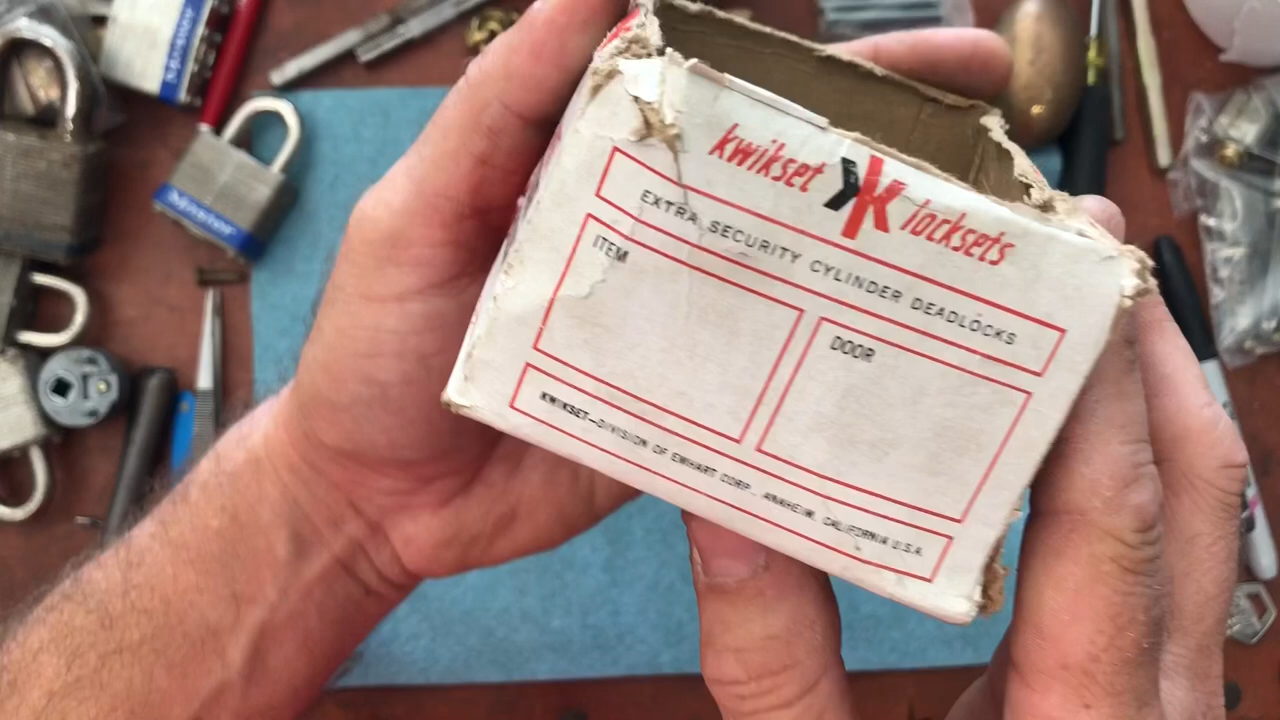 kwikset locksets
EXTRA SECURITY CYLINDER DEADLOCKS
ITEM
DOOR
KWIKSET-DIVISION OF EMHART CORP., ANAHEIM, CALIFORNIA U.S.A.
Master
Master